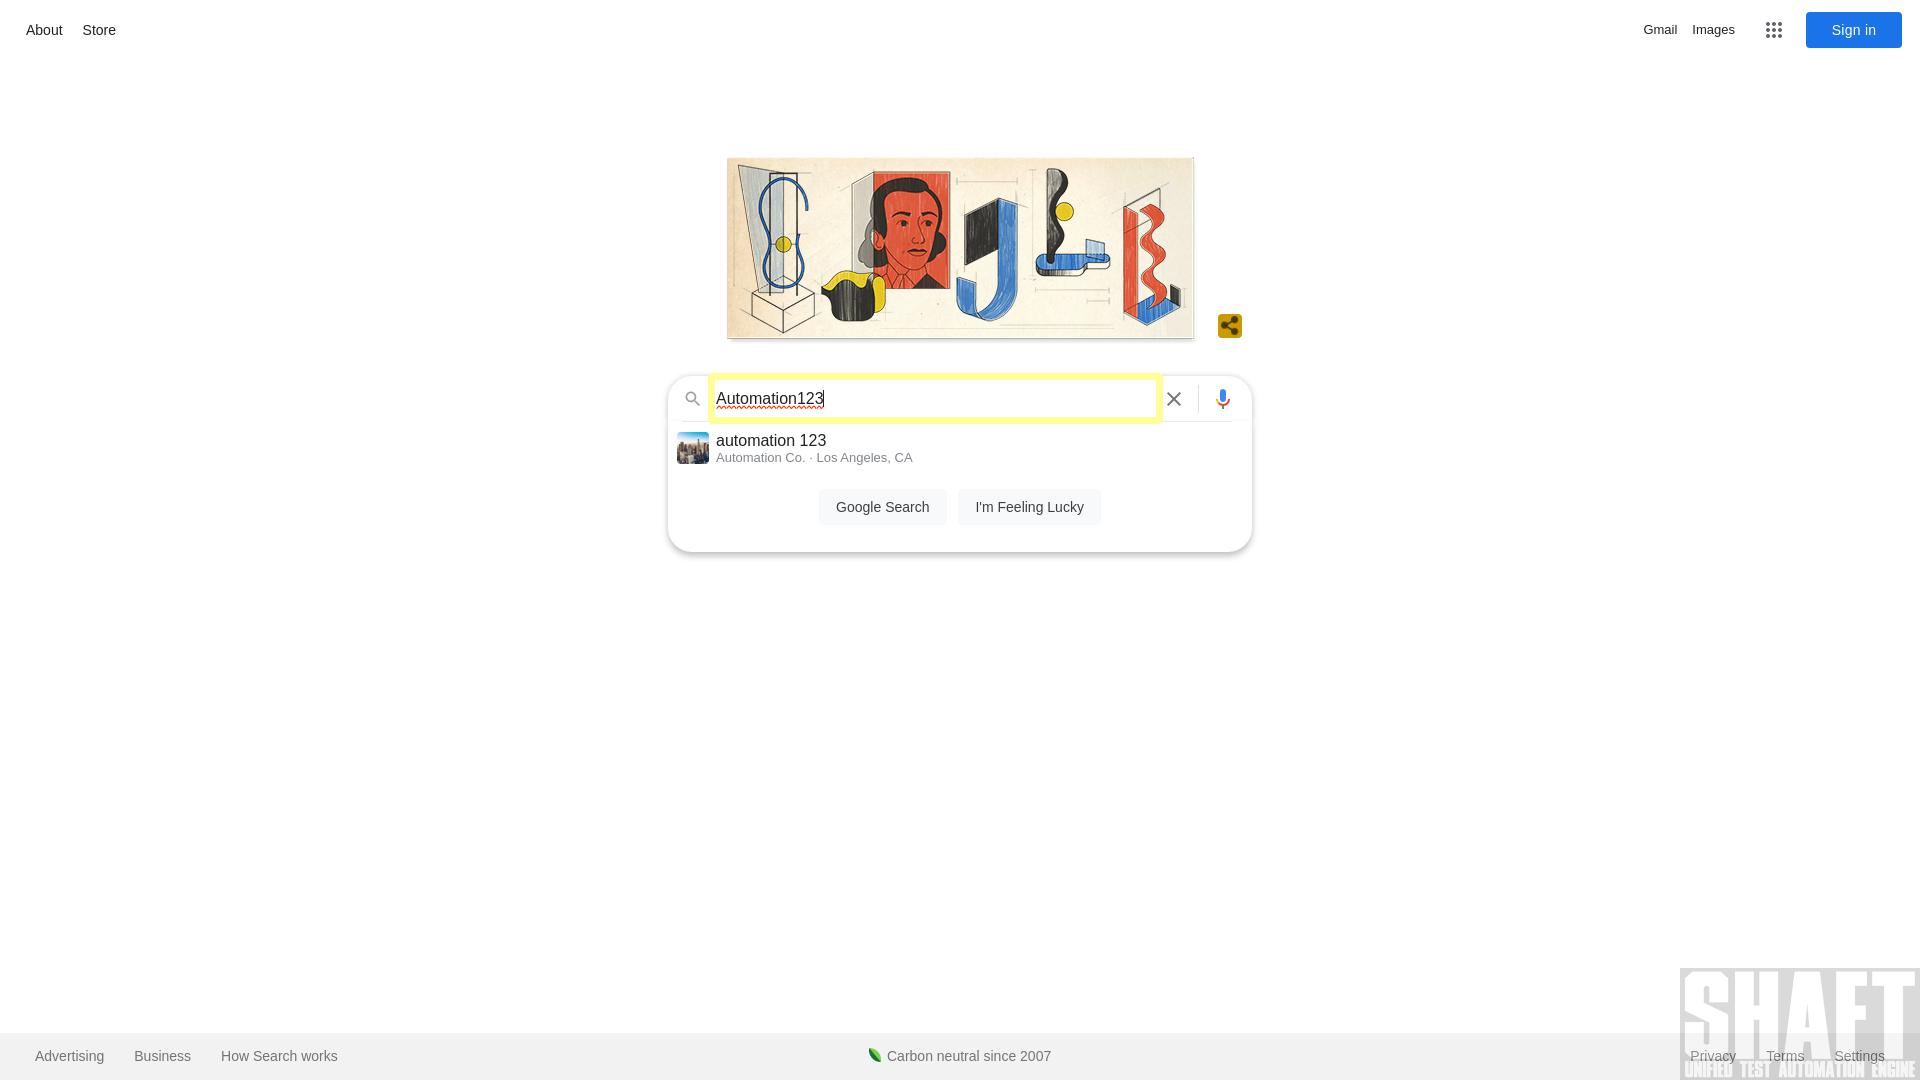 About Store
Gmail Images Sign in
Automation123
automation 123
Automation Co. · Los Angeles, CA
Google Search I'm Feeling Lucky
SHAFT
UNIFIED TEST AUTOMATION ENGINE
Advertising Business How Search works Carbon neutral since 2007 Privacy Terms Settings